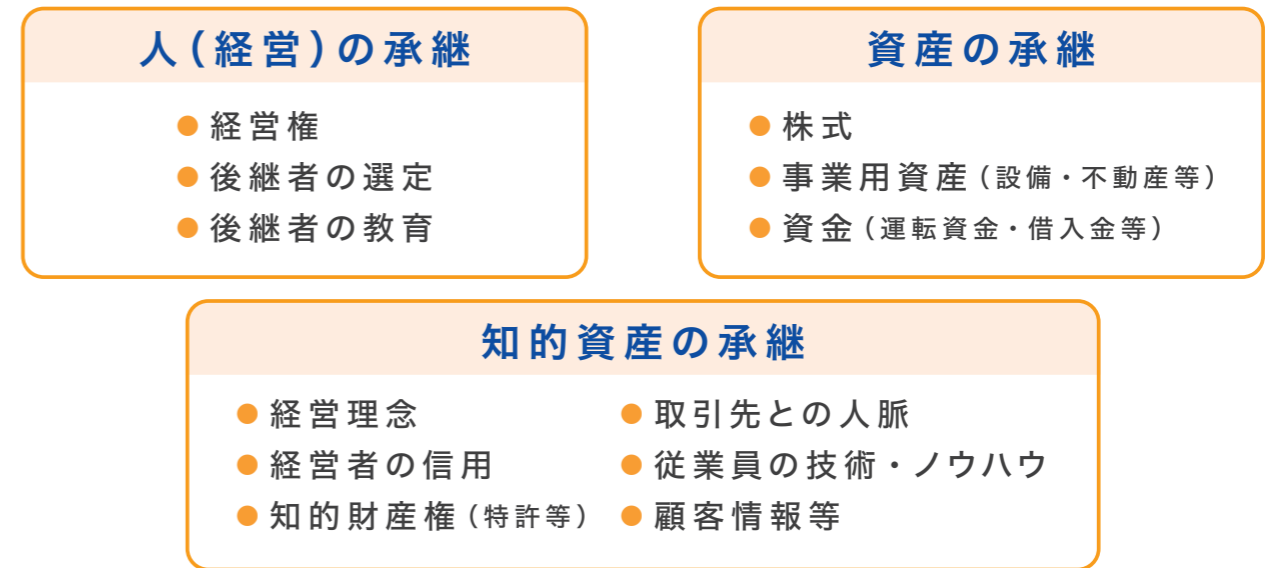 人(経営)の承継
●経営権
●後継者の選定
●後継者の教育
資産の承継
●株式
●事業用資産(設備・不動産等)
●資金(運転資金・借入金等)
知的資産の承継
●経営理念
●経営者の信用
●知的財産権(特許等)
●取引先との人脈
●従業員の技術・ノウハウ
●顧客情報等